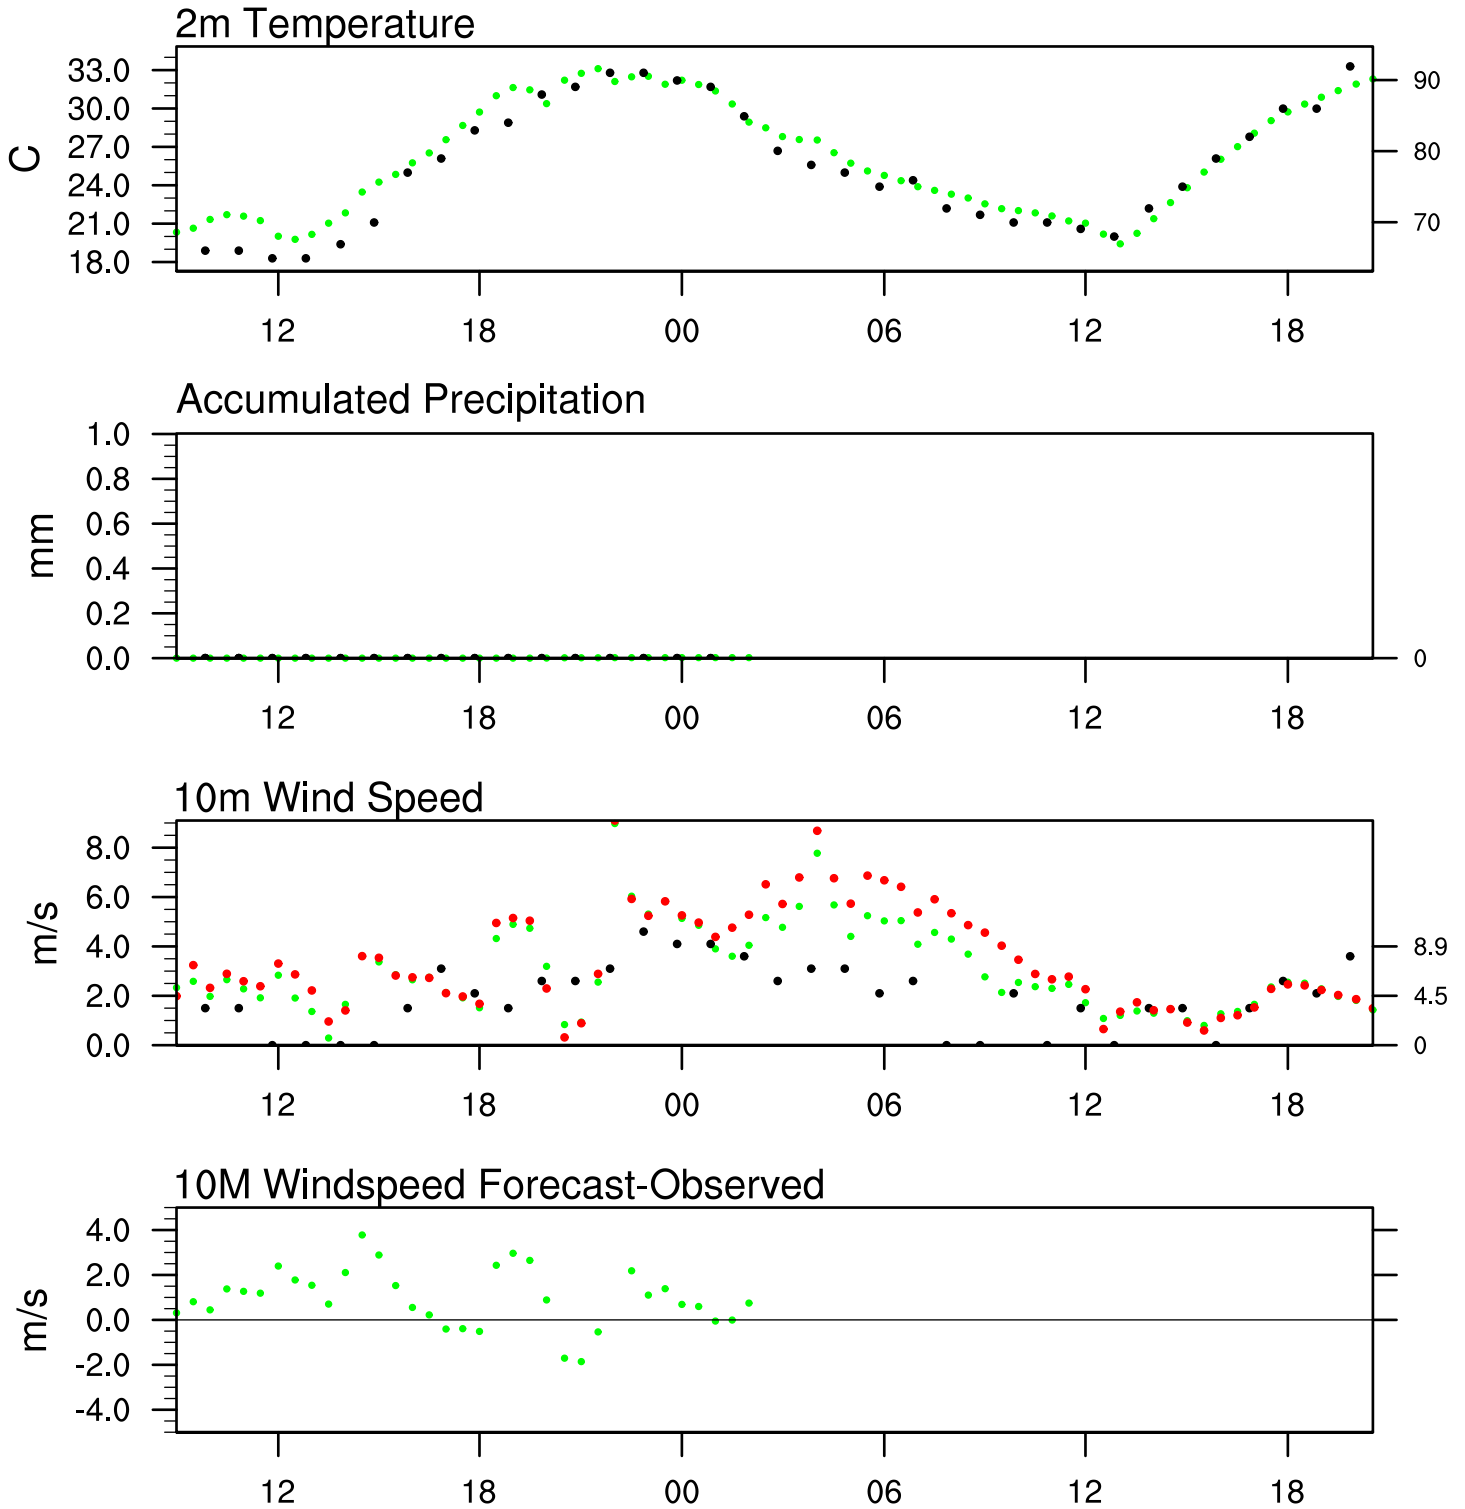 2m Temperature
33.0
30.0
27.0
24.0
21.0
18.0
C
90
80
70
12 18 00 06 12 18
Accumulated Precipitation
1.0
0.8
0.6
0.4
0.2
0.0
mm
0
12 18 00 06 12 18
10m Wind Speed
8.0
6.0
4.0
2.0
0.0
m/s
8.9
4.5
0
12 18 00 06 12 18
10M Windspeed Forecast-Observed
4.0
2.0
0.0
-2.0
-4.0
m/s
12 18 00 06 12 18